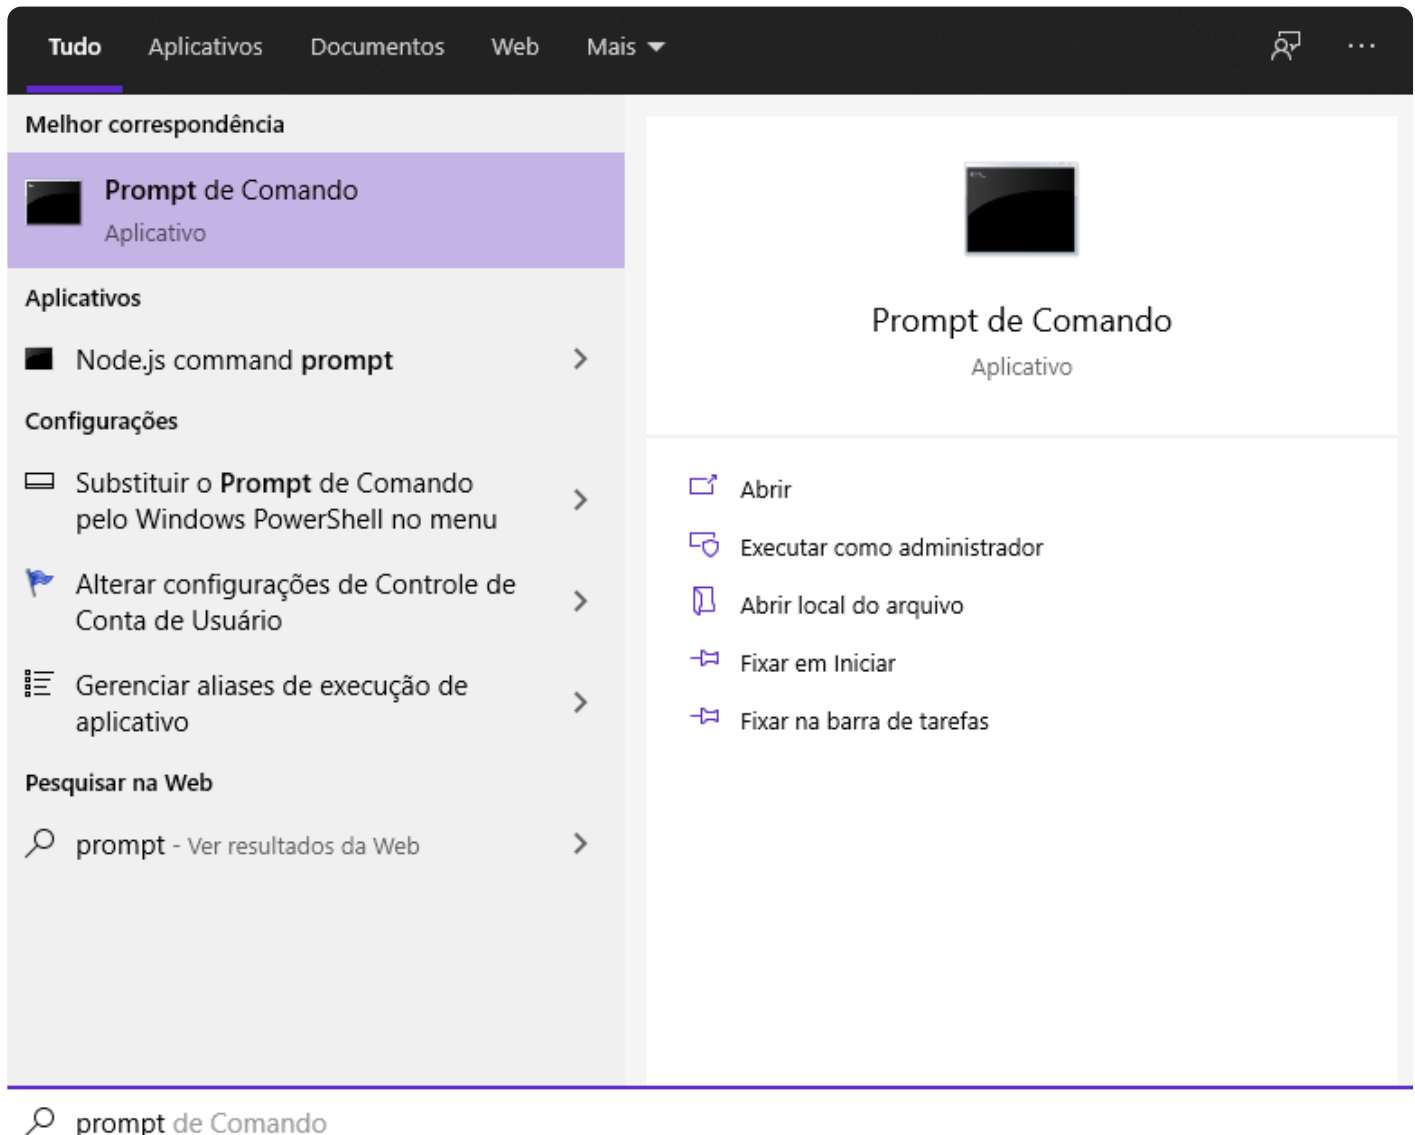 Tudo Aplicativos Documentos Web Mais
Melhor correspondência
Prompt de Comando
Aplicativo
Aplicativos
Node.js command prompt
Configurações
Substituir o Prompt de Comando
pelo Windows PowerShell no menu
Alterar configurações de Controle de
Conta de Usuário
Gerenciar aliases de execução de
aplicativo
Pesquisar na Web
prompt - Ver resultados da Web
Prompt de Comando
Aplicativo
Abrir
Executar como administrador
Abrir local do arquivo
Fixar em Iniciar
Fixar na barra de tarefas
prompt de Comando